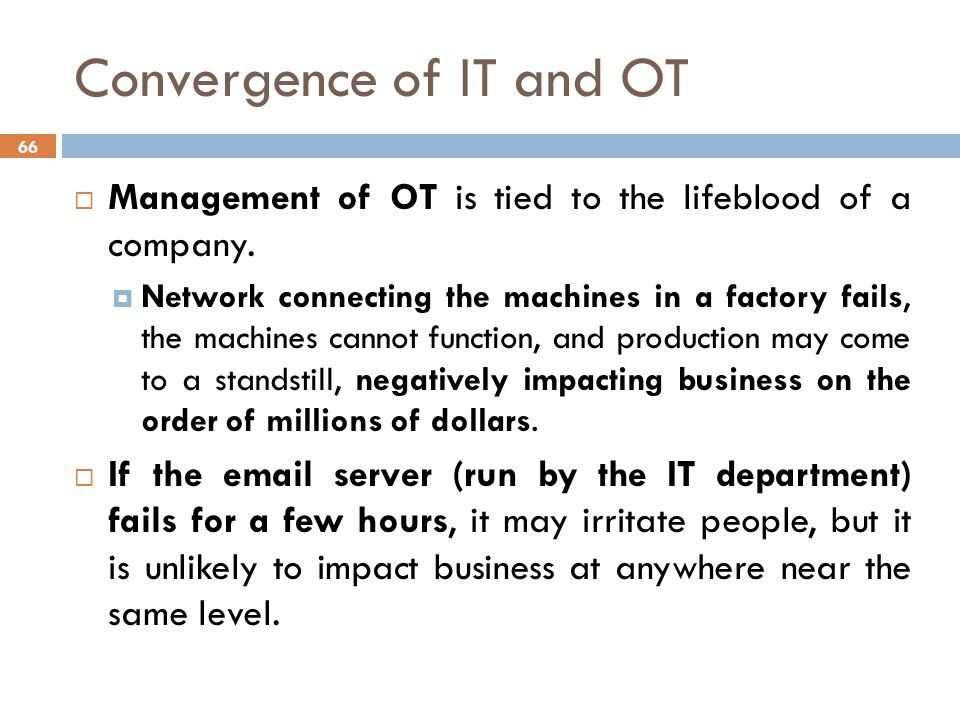 Convergence of IT and OT
66
Management of OT is tied to the lifeblood of a
company.
Network connecting the machines in a factory fails,
the machines cannot function, and production may come
to a standstill, negatively impacting business on the
order of millions of dollars.
If the email server (run by the IT department)
fails for a few hours, it may irritate people, but it
is unlikely to impact business at anywhere near the
same level.